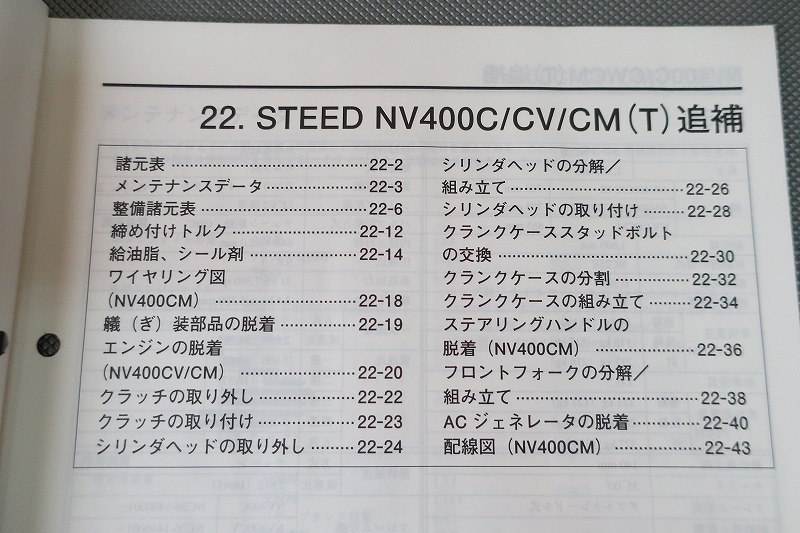 22. STEED NV400C/CV/CM(T)追補
諸元表 22-2
メンテナンスデータ 22-3
整備諸元表 22-6
締め付けトルク 22-12
給油脂、シール剤 22-14
ワイヤリング図
(NV400CM) 22-18
艤(ぎ)装部品の脱着 22-19
エンジンの脱着
(NV400CV/CM) 22-20
クラッチの取り外し 22-22
クラッチの取り付け 22-23
シリンダヘッドの取り外し 22-24
シリンダヘッドの分解/
組み立て 22-26
シリンダヘッドの取り付け 22-28
クランクケーススタッドボルト
の交換 22-30
クランクケースの分割 22-32
クランクケースの組み立て 22-34
ステアリングハンドルの
脱着(NV400CM) 22-36
フロントフォークの分解/
組み立て 22-38
ACジェネレータの脱着 22-40
配線図(NV400CM) 22-43